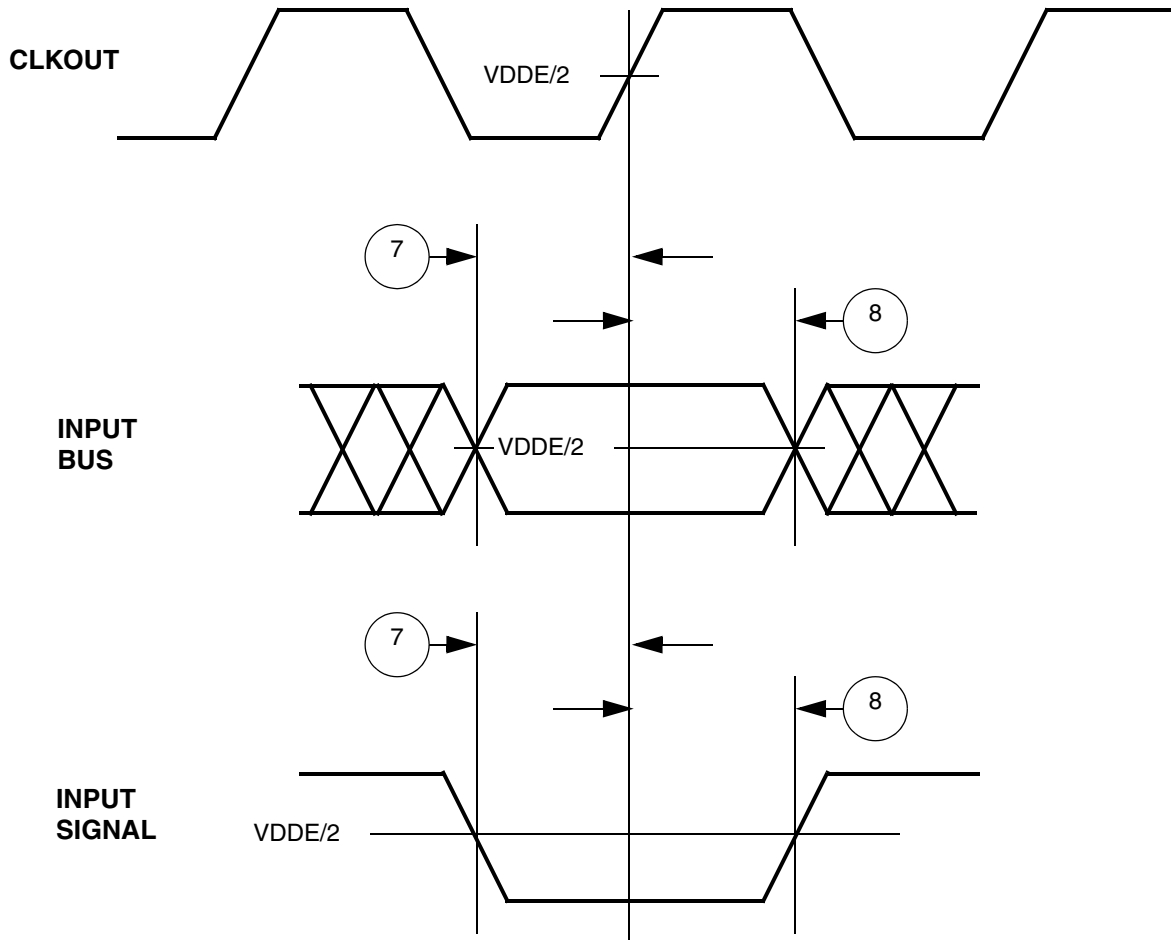 CLKOUT
VDDE/2
7
8
INPUT
BUS
VDDE/2
7
8
INPUT
SIGNAL
VDDE/2